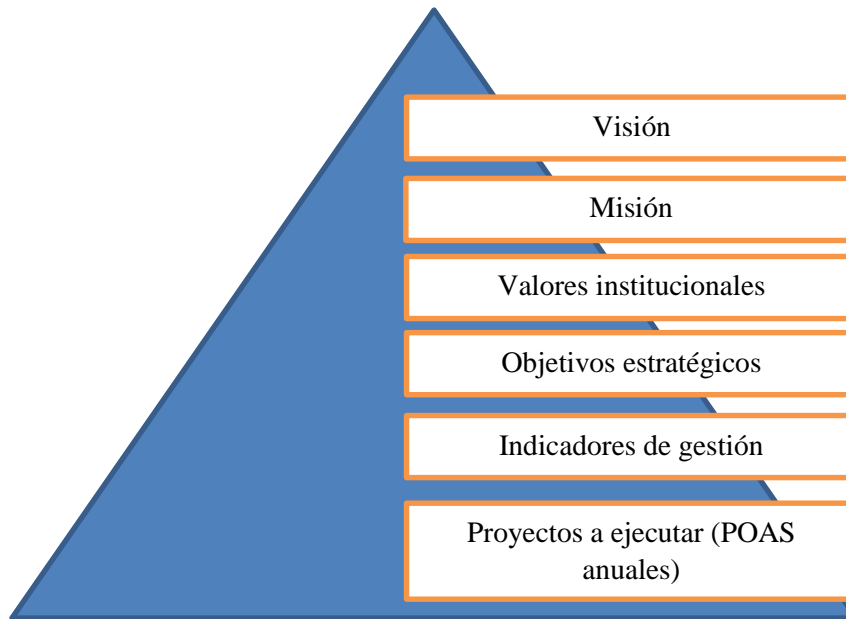 Visión
Misión
Valores institucionales
Objetivos estratégicos
Indicadores de gestión
Proyectos a ejecutar (POAS
anuales)